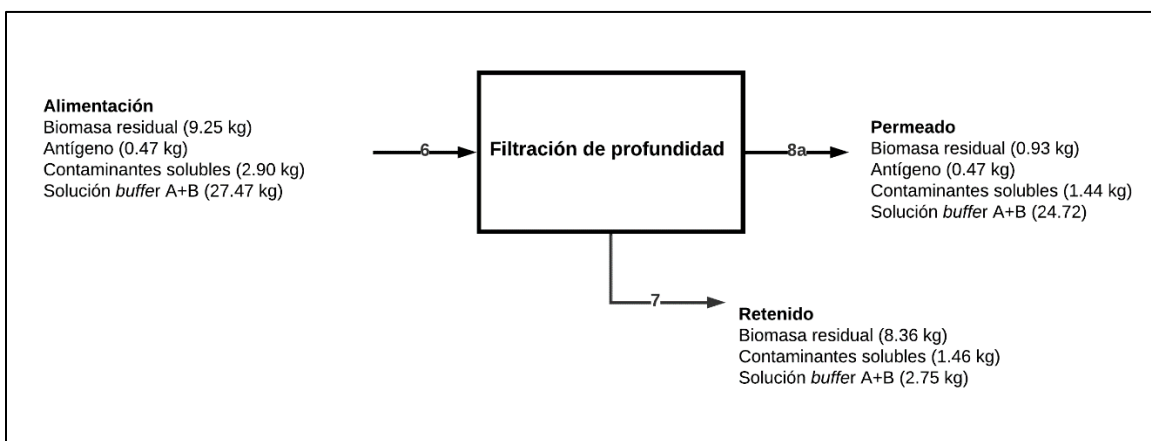 Alimentación
Biomasa residual (9.25 kg)
Antígeno (0.47 kg)
Contaminantes solubles (2.90 kg)
Solución buffer A+B (27.47 kg)
6
Filtración de profundidad
8a
Permeado
Biomasa residual (0.93 kg)
Antígeno (0.47 kg)
Contaminantes solubles (1.44 kg)
Solución buffer A+B (24.72)
7
Retenido
Biomasa residual (8.36 kg)
Contaminantes solubles (1.46 kg)
Solución buffer A+B (2.75 kg)